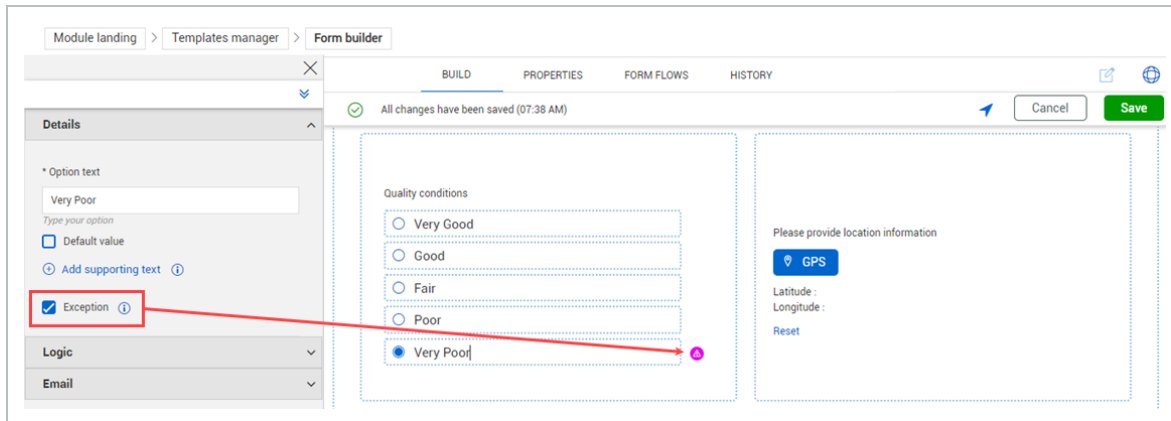 Module landing > Templates manager > Form builder
BUILD PROPERTIES FORM FLOWS HISTORY
All changes have been saved (07:38 AM) Cancel Save
Details
* Option text
Very Poor
Type your option
Default value
Add supporting text
Exception
Logic
Email
Quality conditions
Very Good
Good
Fair
Poor
Very Poor
Please provide location information
GPS
Latitude :
Longitude :
Reset